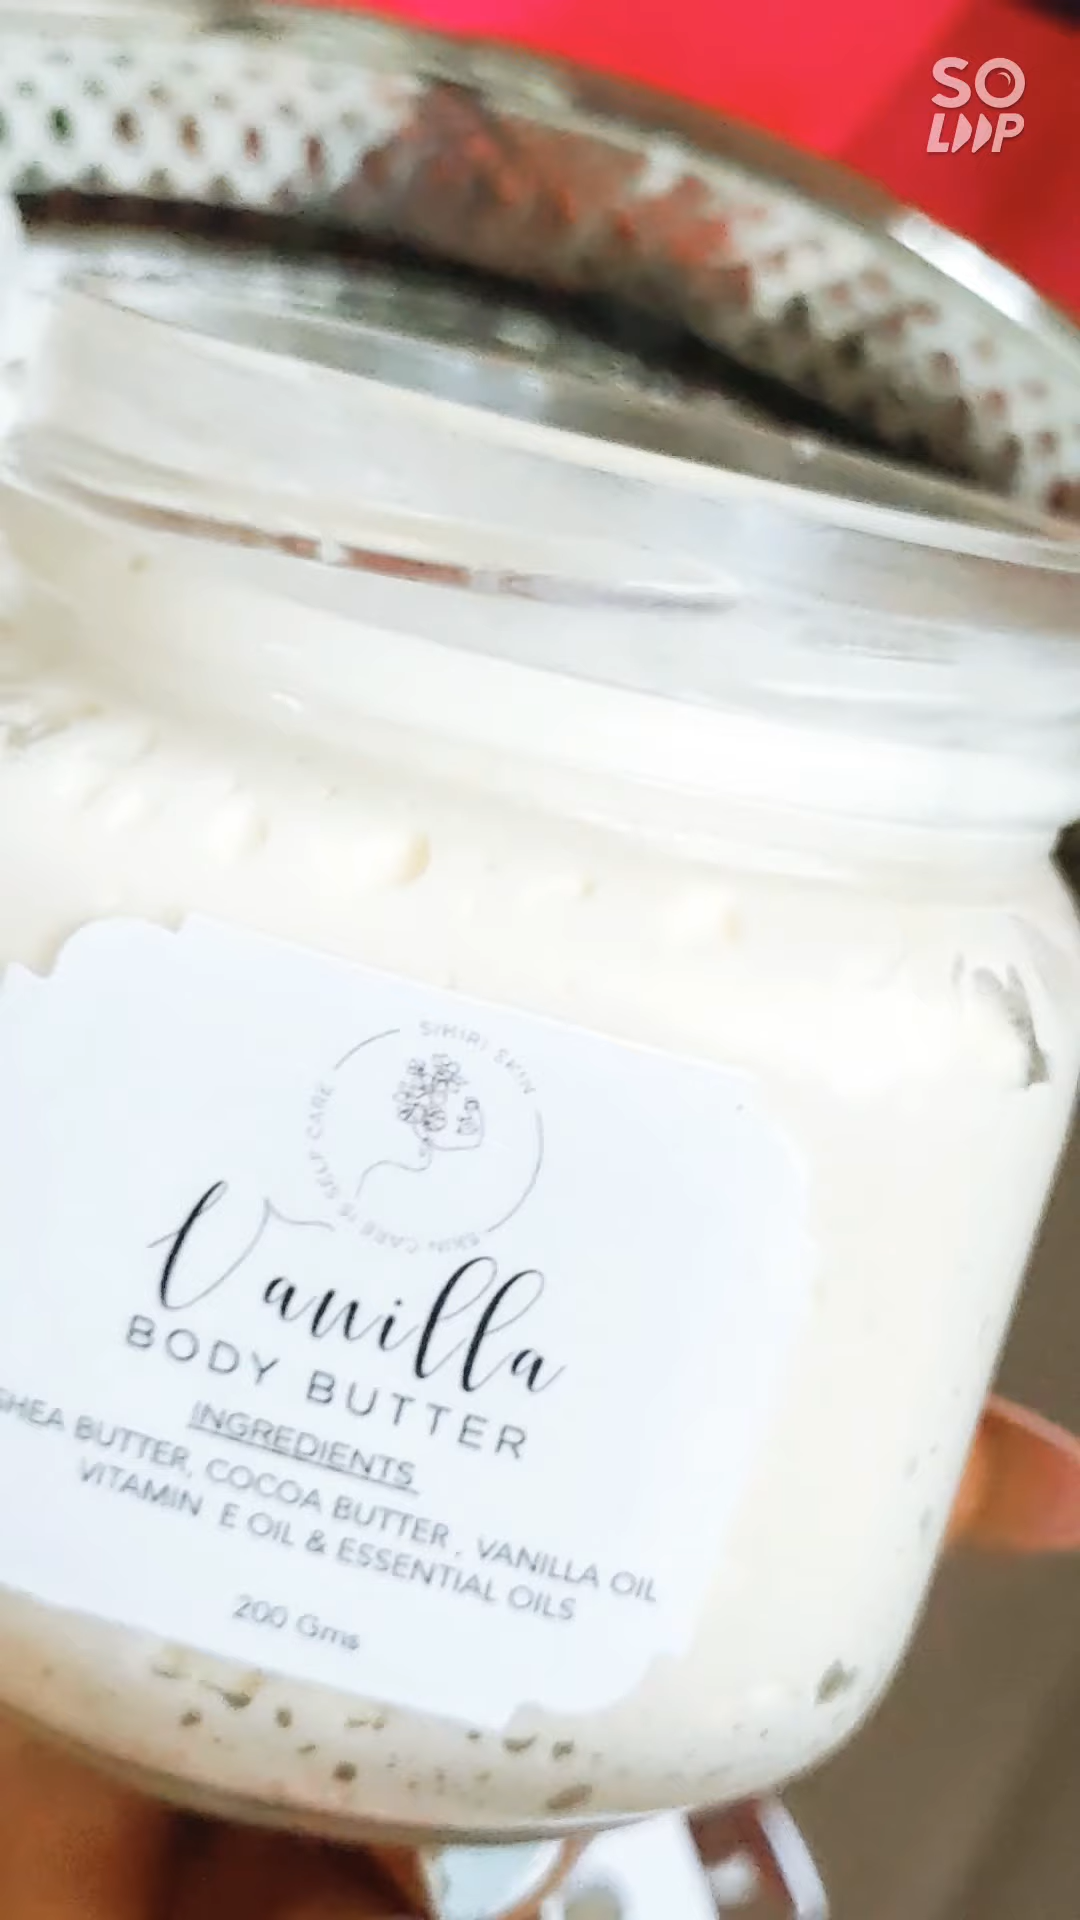 SO
LOOP
SIHIRI SKIN
SKIN CARE IS SELF CARE
Vanilla
BODY BUTTER
INGREDIENTS
SHEA BUTTER, COCOA BUTTER , VANILLA OIL
VITAMIN E OIL & ESSENTIAL OILS
200 Gms